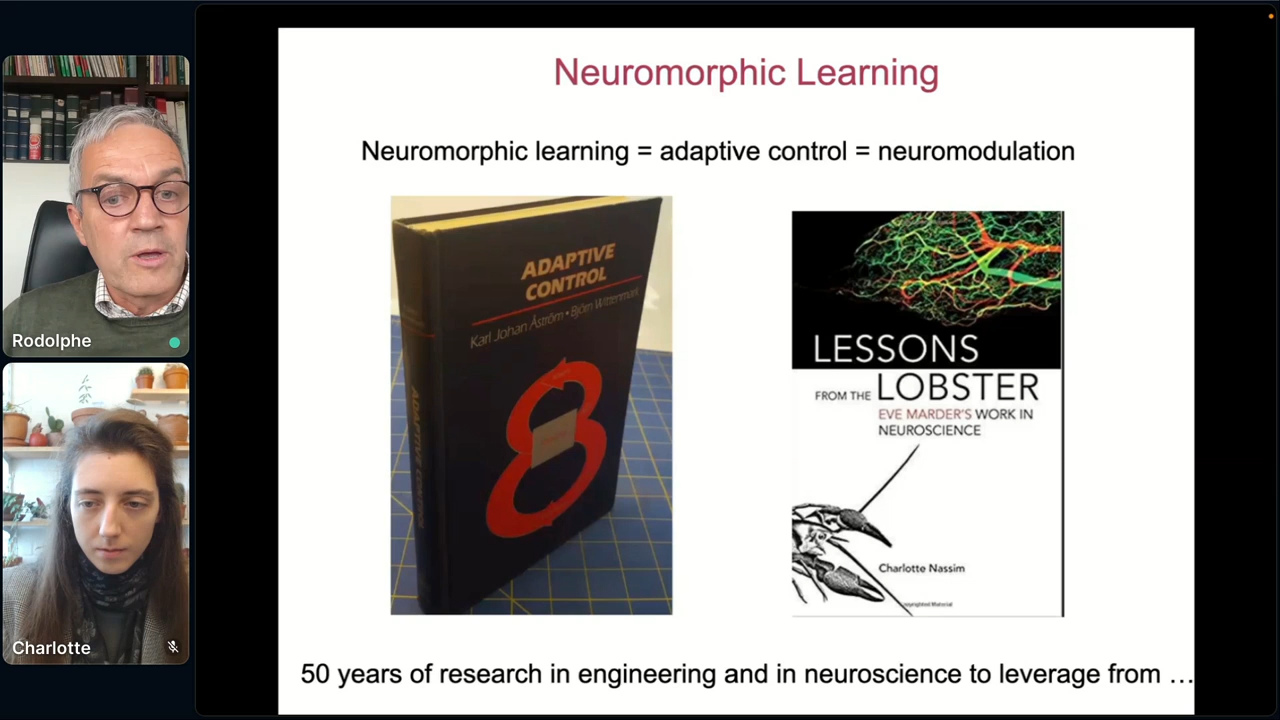 Neuromorphic Learning
Neuromorphic learning = adaptive control = neuromodulation
ADAPTIVE
CONTROL
Karl Johan Åström • Björn Wittenmark
ADAPTIVE CONTROL
LESSONS
FROM THE LOBSTER
EVE MARDER'S WORK IN
NEUROSCIENCE
Charlotte Nassim
50 years of research in engineering and in neuroscience to leverage from …
Rodolphe
Charlotte